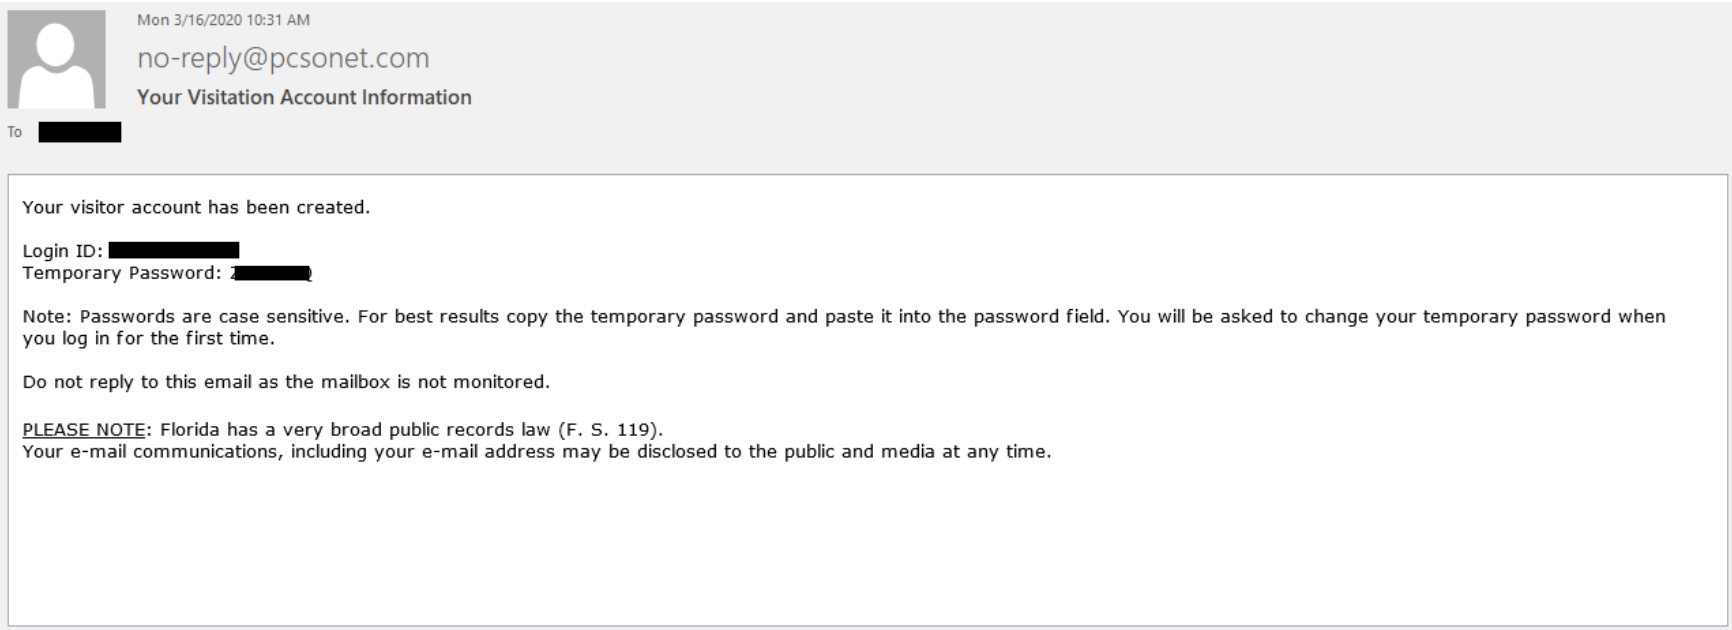 Mon 3/16/2020 10:31 AM
no-reply@pcsonet.com
Your Visitation Account Information
To
Your visitor account has been created.
Login ID:
Temporary Password:
Note: Passwords are case sensitive. For best results copy the temporary password and paste it into the password field. You will be asked to change your temporary password when
you log in for the first time.
Do not reply to this email as the mailbox is not monitored.
PLEASE NOTE: Florida has a very broad public records law (F. S. 119).
Your e-mail communications, including your e-mail address may be disclosed to the public and media at any time.